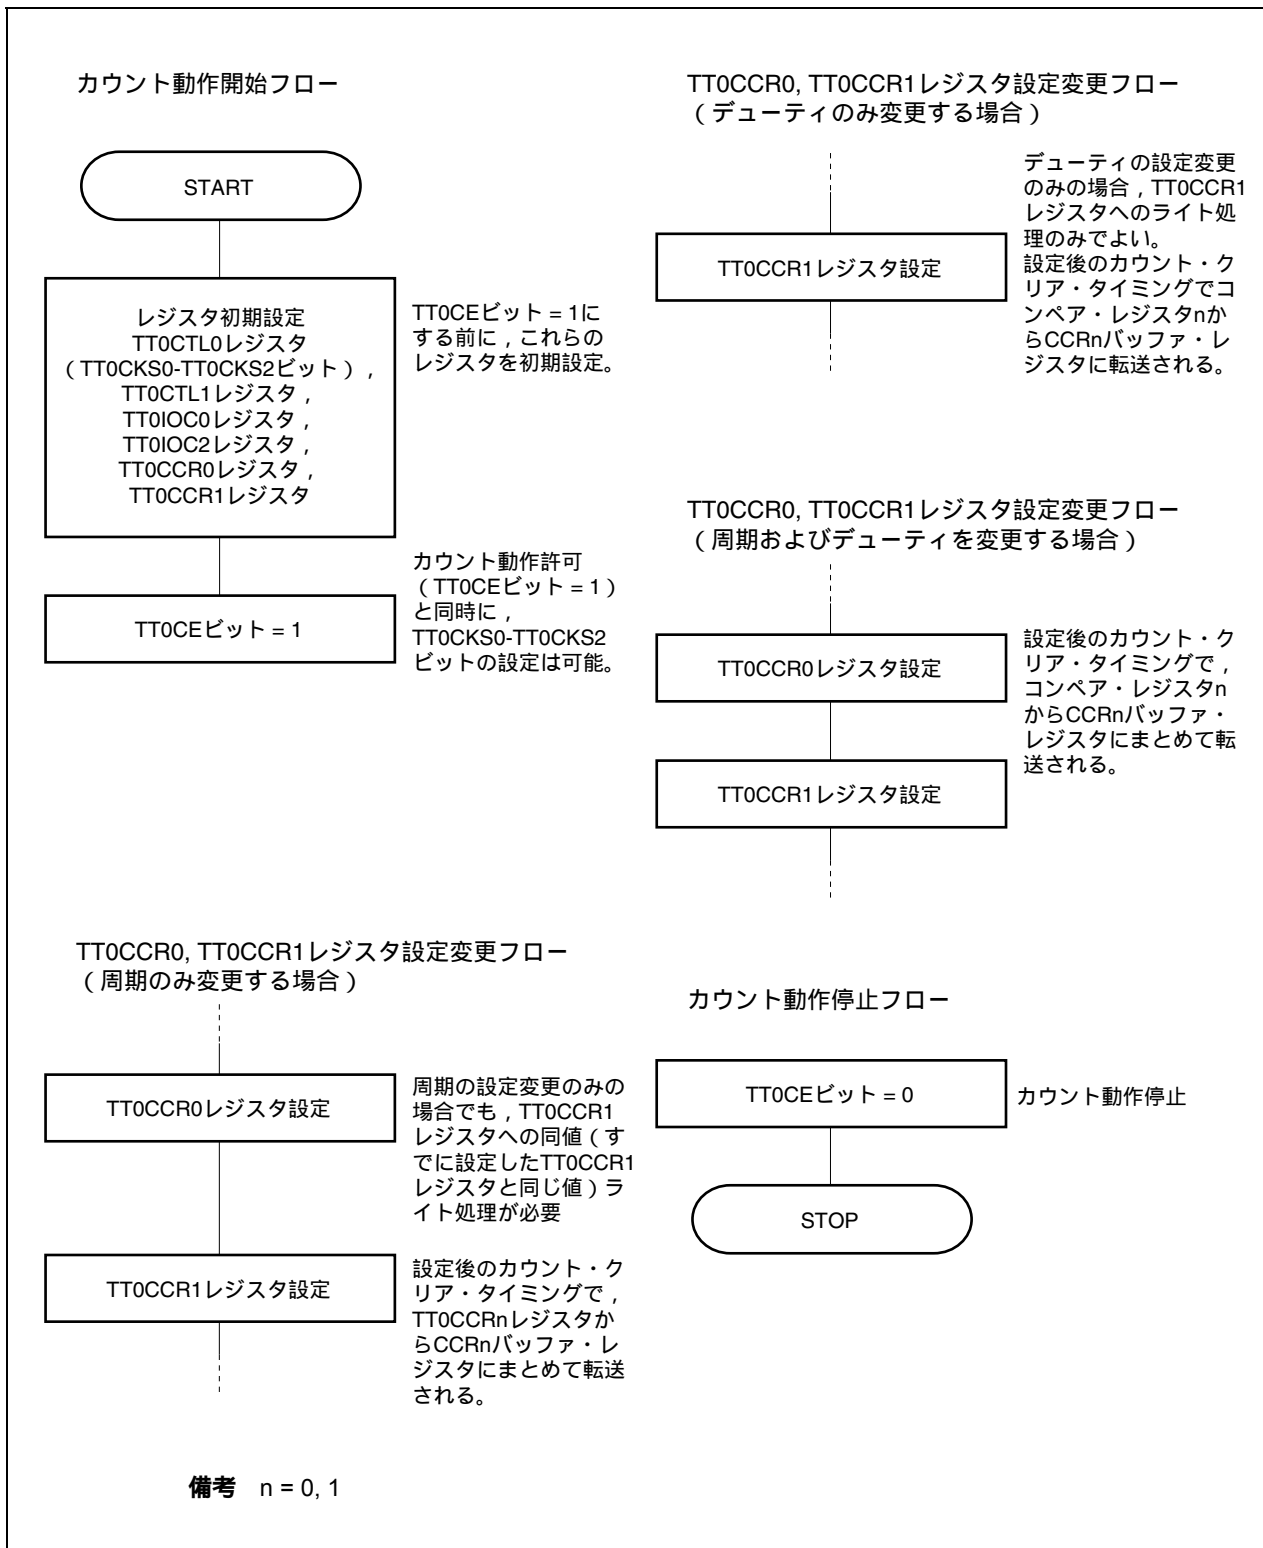 カウント動作開始フロー
START
レジスタ初期設定
TT0CTL0レジスタ
（TT0CKS0-TT0CKS2ビット），
TT0CTL1レジスタ，
TT0IOC0レジスタ，
TT0IOC2レジスタ，
TT0CCR0レジスタ，
TT0CCR1レジスタ
TT0CEビット = 1に
する前に，これらの
レジスタを初期設定。
TT0CEビット = 1
カウント動作許可
（TT0CEビット = 1）
と同時に，
TT0CKS0-TT0CKS2
ビットの設定は可能。
TT0CCR0, TT0CCR1レジスタ設定変更フロー
（デューティのみ変更する場合）
TT0CCR1レジスタ設定
デューティの設定変更
のみの場合，TT0CCR1
レジスタへのライト処
理のみでよい。
設定後のカウント・ク
リア・タイミングでコ
ンペア・レジスタnか
らCCRnバッファ・レ
ジスタに転送される。
TT0CCR0, TT0CCR1レジスタ設定変更フロー
（周期およびデューティを変更する場合）
TT0CCR0レジスタ設定
設定後のカウント・ク
リア・タイミングで，
コンペア・レジスタn
からCCRnバッファ・
レジスタにまとめて転
送される。
TT0CCR1レジスタ設定
TT0CCR0, TT0CCR1レジスタ設定変更フロー
（周期のみ変更する場合）
TT0CCR0レジスタ設定
周期の設定変更のみの
場合でも，TT0CCR1
レジスタへの同値（す
でに設定したTT0CCR1
レジスタと同じ値）ラ
イト処理が必要
TT0CCR1レジスタ設定
設定後のカウント・ク
リア・タイミングで，
TT0CCRnレジスタか
らCCRnバッファ・レ
ジスタにまとめて転送
される。
カウント動作停止フロー
TT0CEビット = 0
カウント動作停止
STOP
備考 n = 0, 1